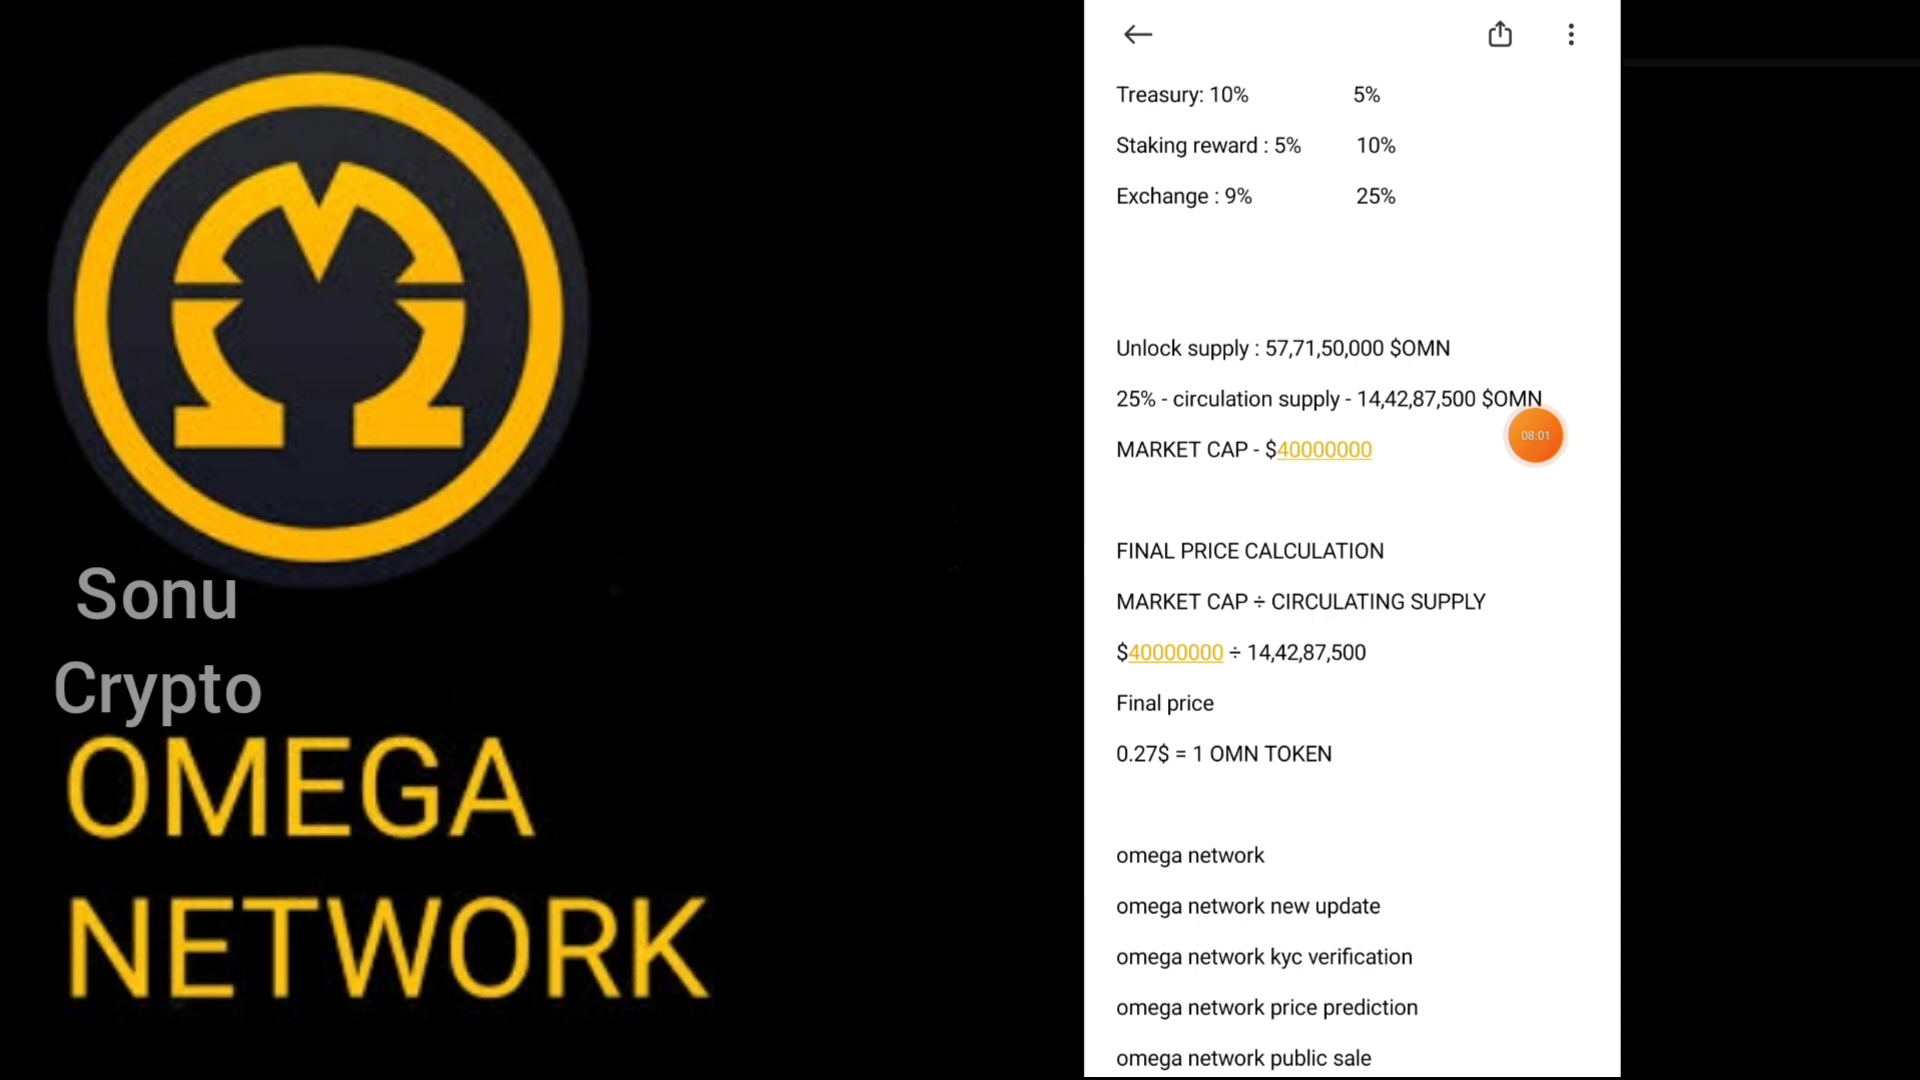 Sonu
Crypto
OMEGA
NETWORK
Treasury: 10% 5%
Staking reward : 5% 10%
Exchange : 9% 25%
Unlock supply : 57,71,50,000 $OMN
25% - circulation supply - 14,42,87,500 $OMN
08:01
MARKET CAP - $40000000
FINAL PRICE CALCULATION
MARKET CAP ÷ CIRCULATING SUPPLY
$40000000 ÷ 14,42,87,500
Final price
0.27$ = 1 OMN TOKEN
omega network
omega network new update
omega network kyc verification
omega network price prediction
omega network public sale